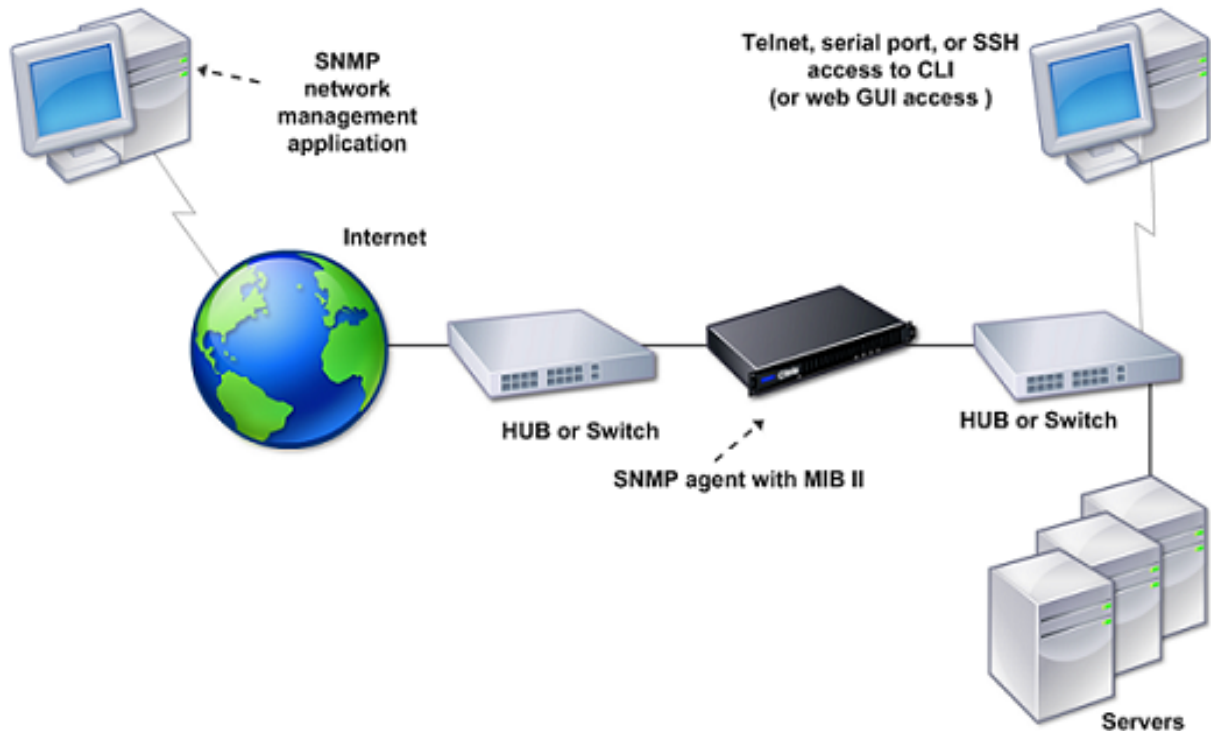 SNMP
network
management
application
Telnet, serial port, or SSH
access to CLI
(or web GUI access )
Internet
HUB or Switch
HUB or Switch
SNMP agent with MIB II
Servers